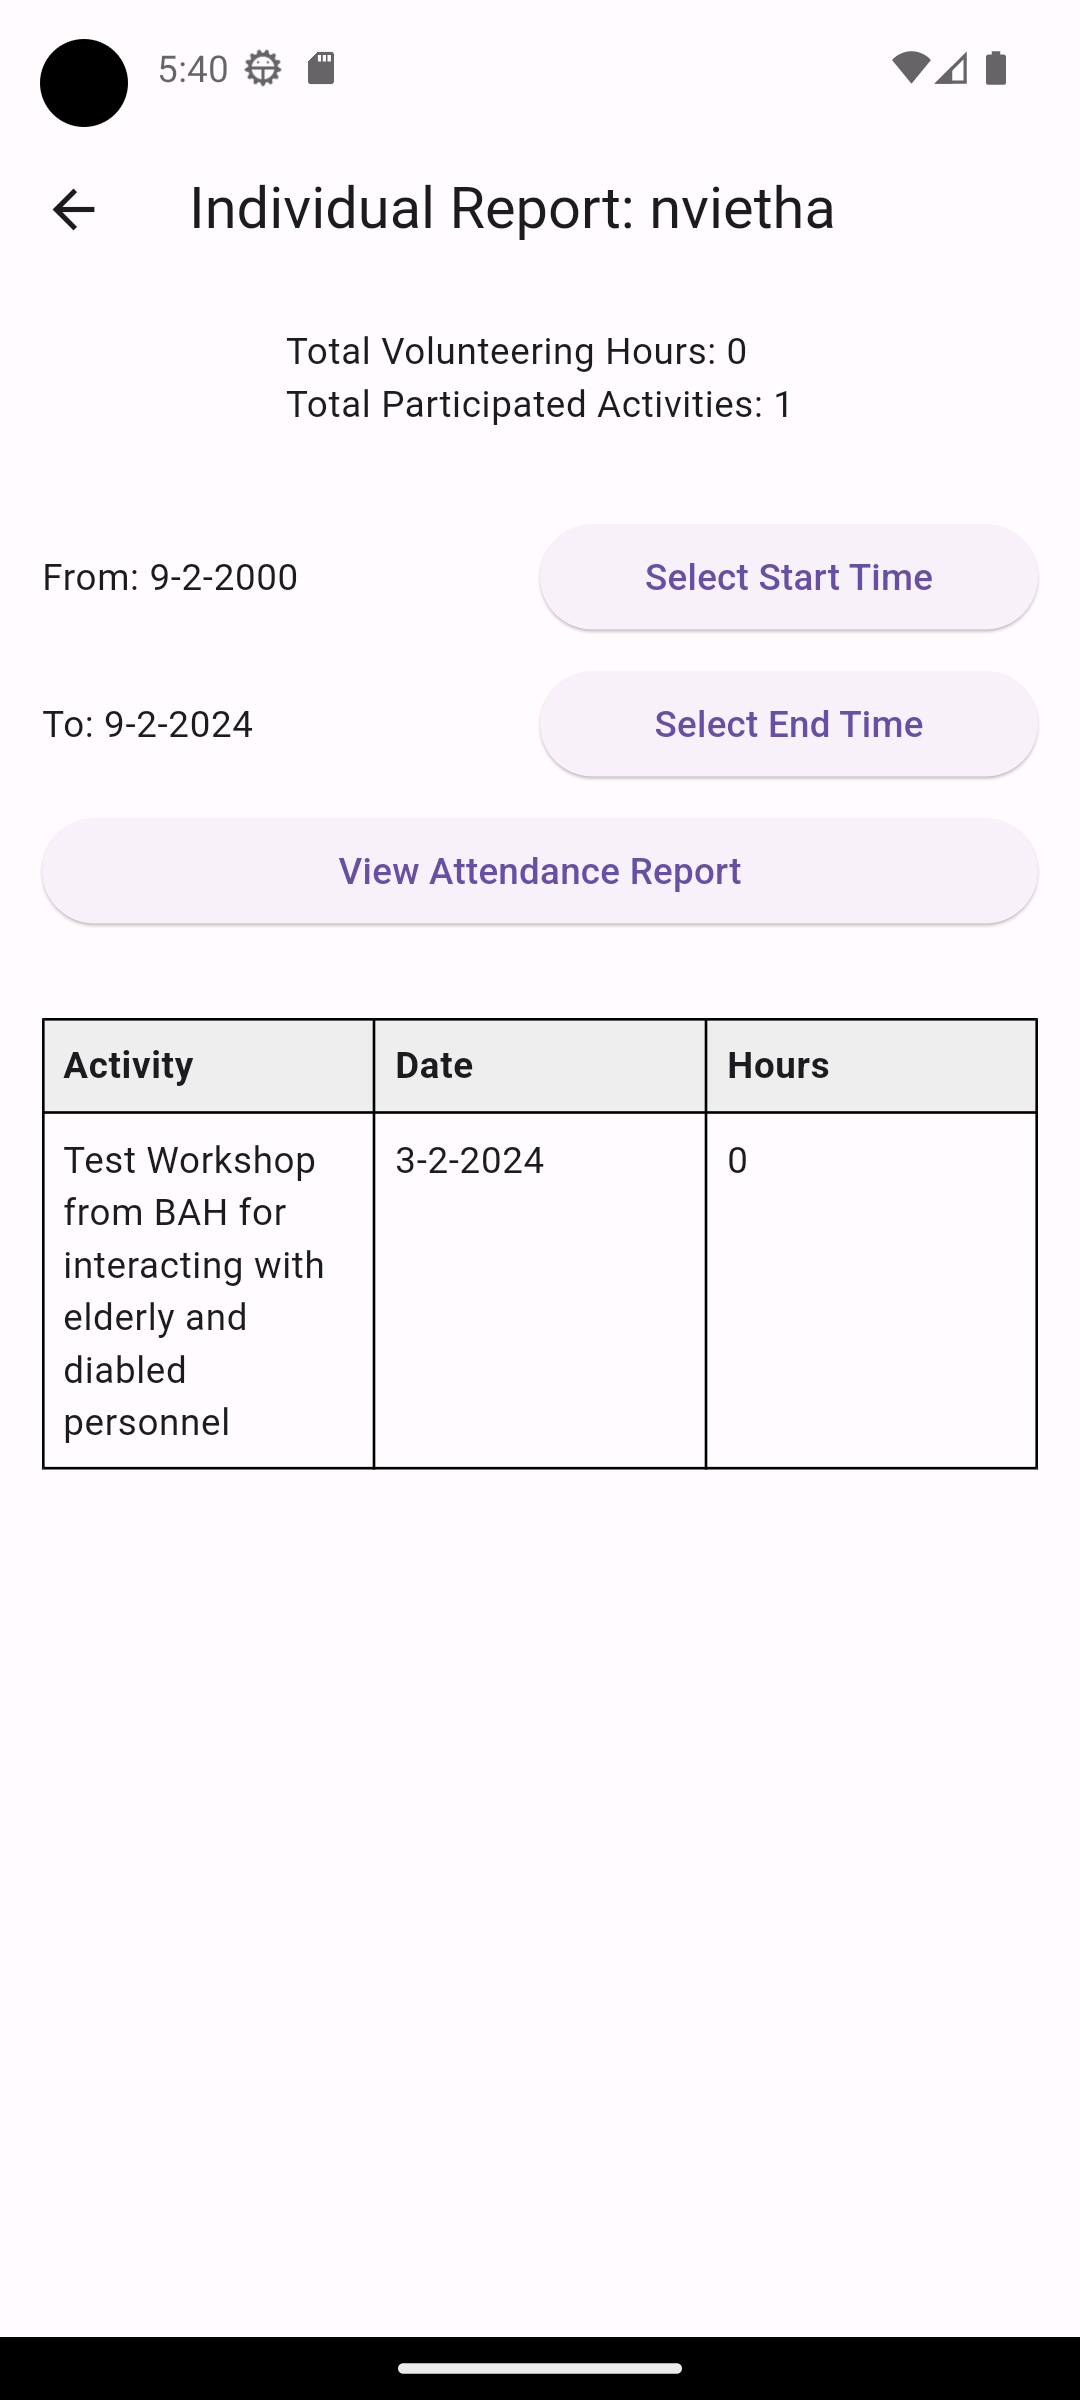 5:40
Individual Report: nvietha
Total Volunteering Hours: 0
Total Participated Activities: 1
From: 9-2-2000
Select Start Time
To: 9-2-2024
Select End Time
View Attendance Report
Activity Date Hours
Test Workshop 3-2-2024 0
from BAH for
interacting with
elderly and
diabled
personnel